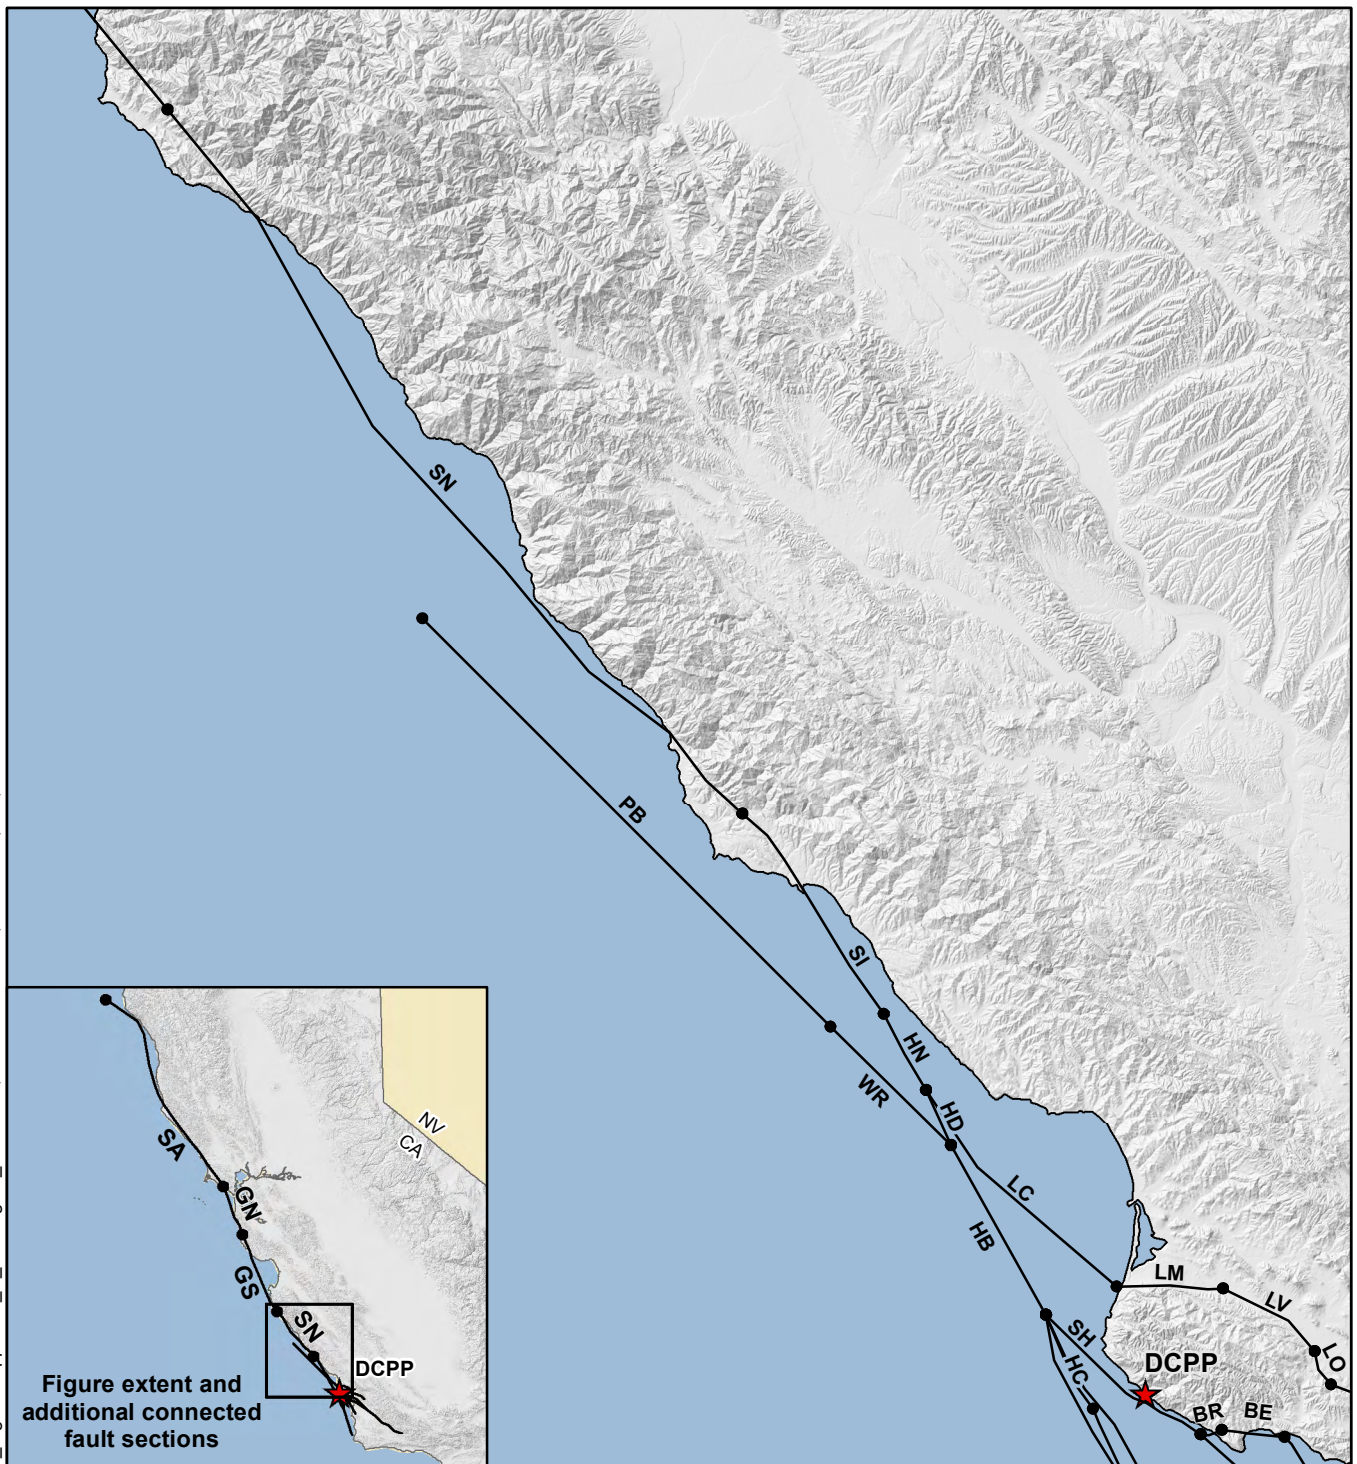 SN
PB
SI
HN
WR
HD
LC
HB
LM
LV
SH
LO
HC
DCPP
BR
BE
NV
CA
SA
GN
GS
SN
DCPP
Figure extent and
additional connected
fault sections